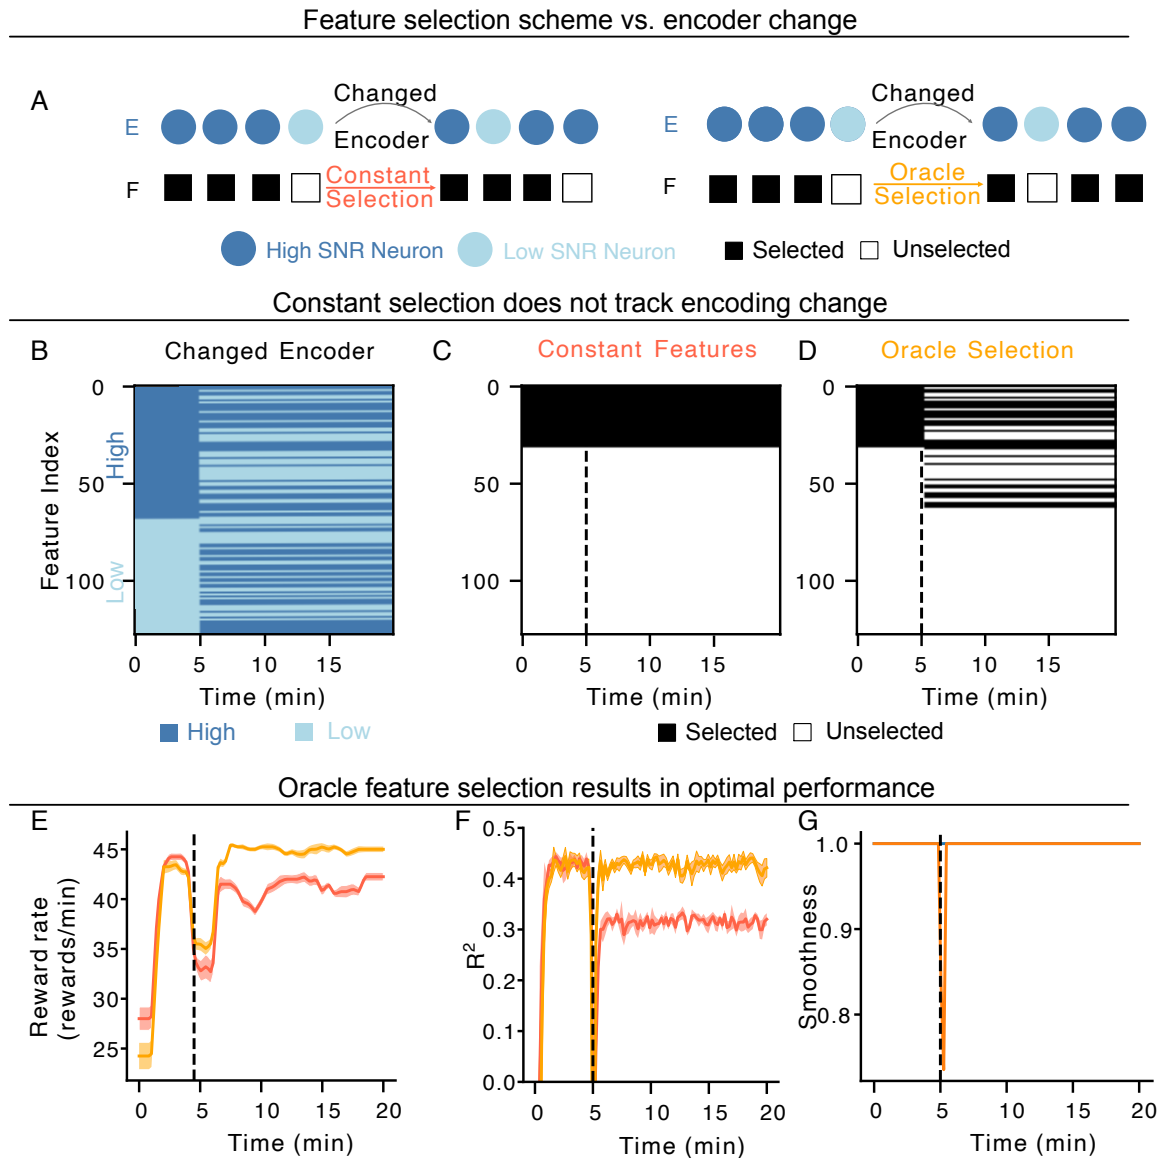 Feature selection scheme vs. encoder change
A
E
Changed
Encoder
F
Constant
Selection
E
Changed
Encoder
F
Oracle
Selection
High SNR Neuron
Low SNR Neuron
Selected
Unselected
Constant selection does not track encoding change
B
Changed Encoder
Feature Index
High
Low
0
50
100
0
5
10
15
Time (min)
High
Low
C
Constant Features
0
50
100
0
5
10
15
Time (min)
D
Oracle Selection
0
50
100
0
5
10
15
Time (min)
Selected
Unselected
Oracle feature selection results in optimal performance
E
Reward rate
(rewards/min)
45
40
35
30
25
0
5
10
15
20
Time (min)
F
R²
0.5
0.4
0.3
0.2
0.1
0.0
0
5
10
15
20
Time (min)
G
Smoothness
1.0
0.9
0.8
0
5
10
15
20
Time (min)